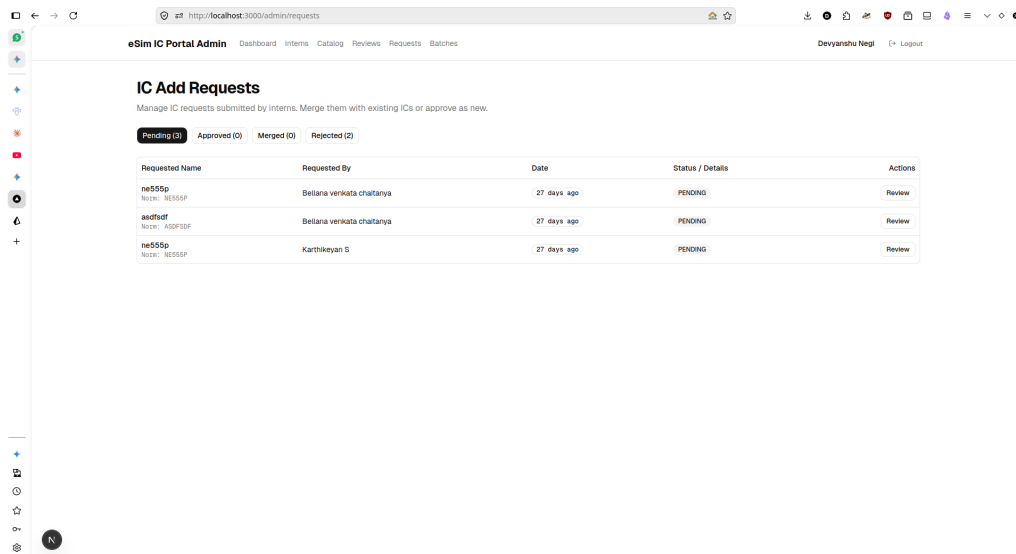 http://localhost:3000/admin/requests
eSim IC Portal Admin Dashboard Interns Catalog Reviews Requests Batches Devyanshu Negi Logout
IC Add Requests
Manage IC requests submitted by interns. Merge them with existing ICs or approve as new.
Pending (3) Approved (0) Merged (0) Rejected (2)
Requested Name Requested By Date Status / Details Actions
ne555p
Norm: NE555P
Bellana venkata chaitanya 27 days ago PENDING Review
asdfsdf
Norm: ASDFSDF
Bellana venkata chaitanya 27 days ago PENDING Review
ne555p
Norm: NE555P
Karthikeyan S 27 days ago PENDING Review
N